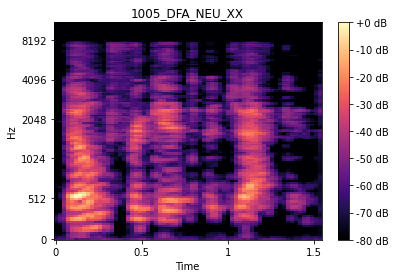 1005_DFA_NEU_XX
+0 dB
8192
-10 dB
4096
-20 dB
-30 dB
2048
Hz
-40 dB
1024
-50 dB
512
-60 dB
-70 dB
0
-80 dB
0
0.5
1
1.5
Time